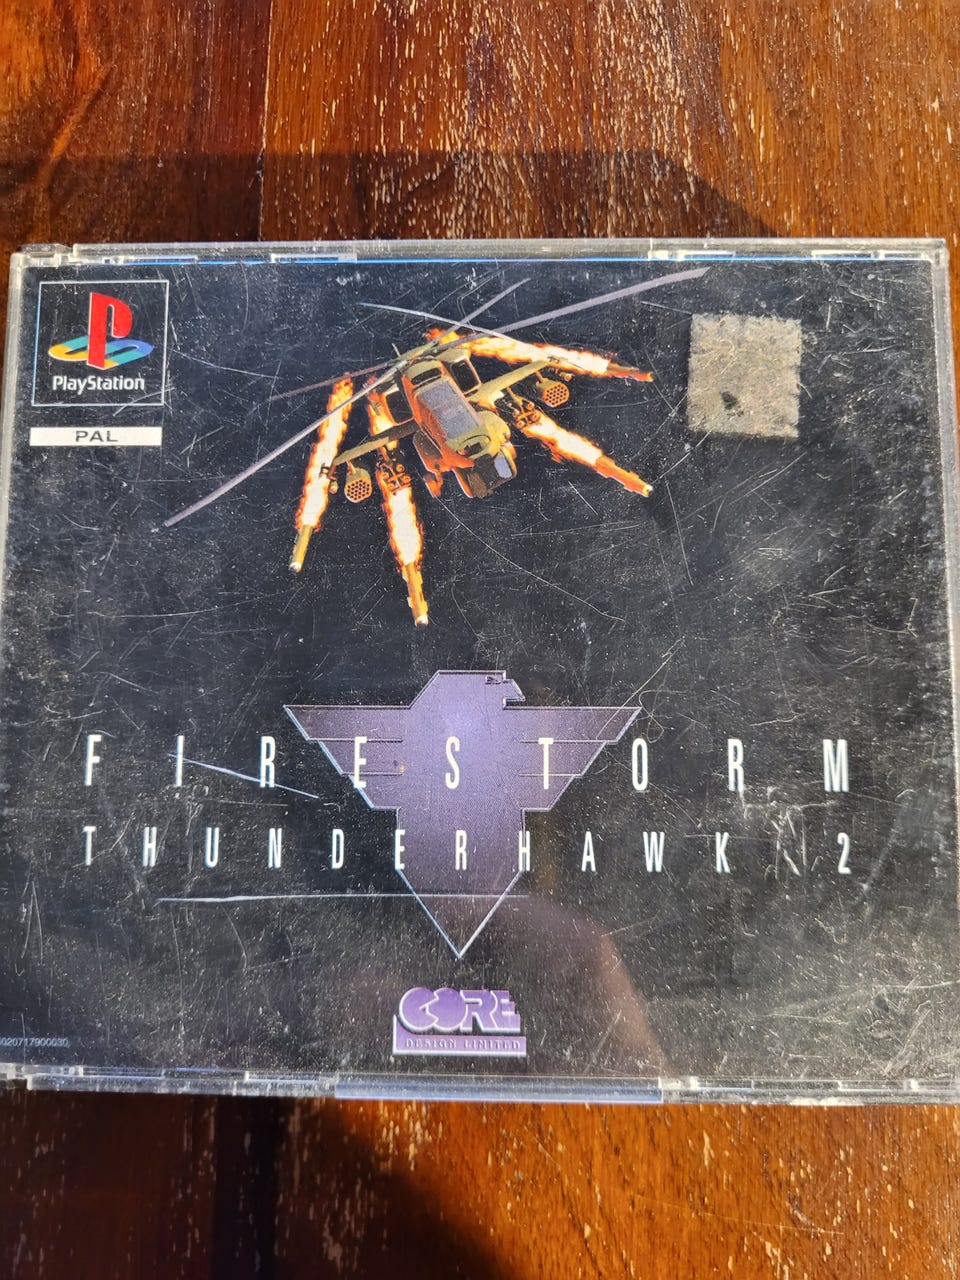 PlayStation
PAL
FIRESTORM
THUNDERHAWK 2
CORE
DESIGN LIMITED